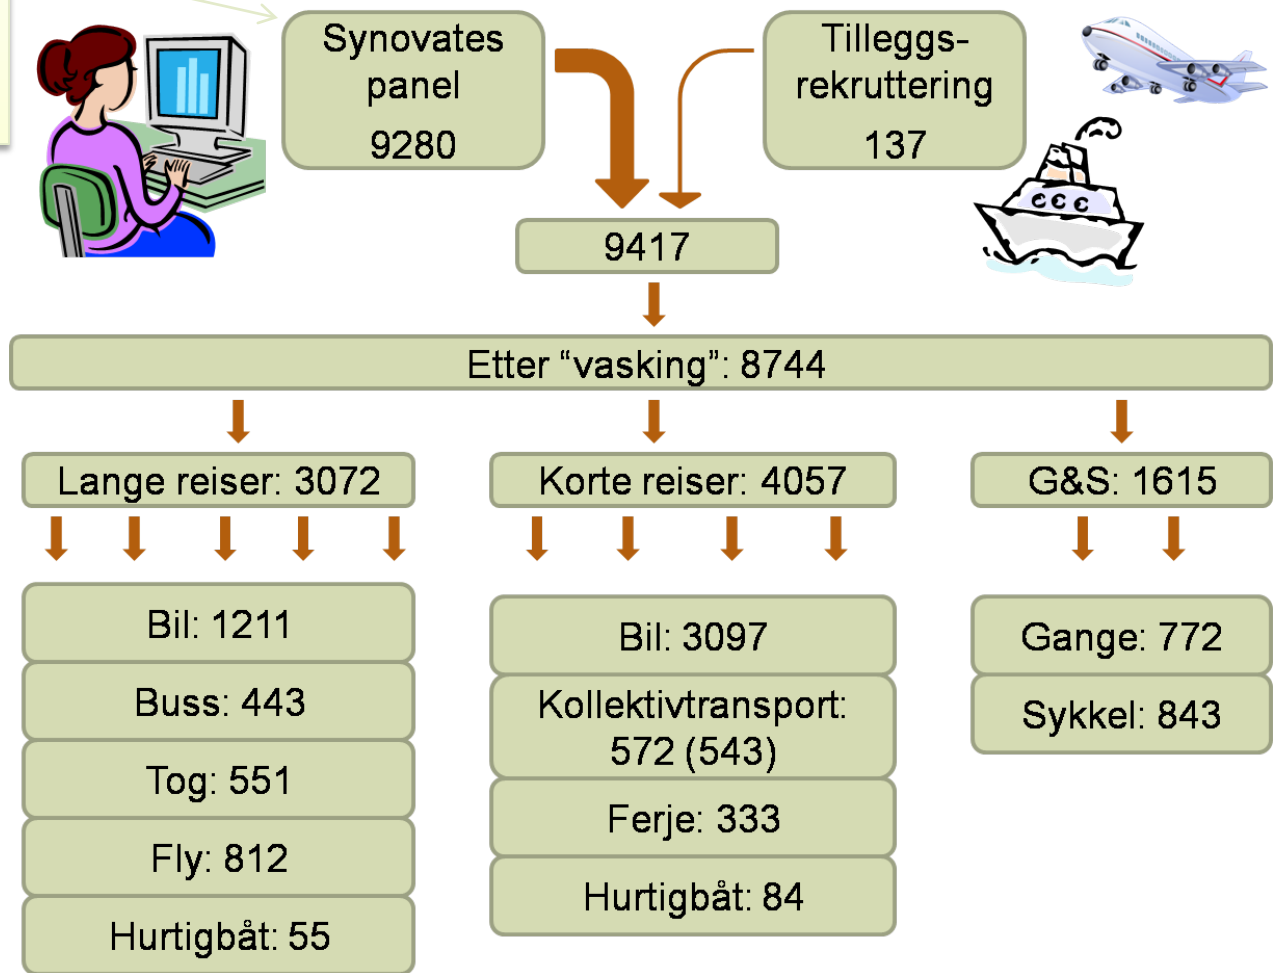 Synovates
panel
9280
Tilleggs-
rekruttering
137
9417
Etter “vasking”: 8744
Lange reiser: 3072
Korte reiser: 4057
G&S: 1615
Bil: 1211
Buss: 443
Tog: 551
Fly: 812
Hurtigbåt: 55
Bil: 3097
Kollektivtransport:
572 (543)
Ferje: 333
Hurtigbåt: 84
Gange: 772
Sykkel: 843